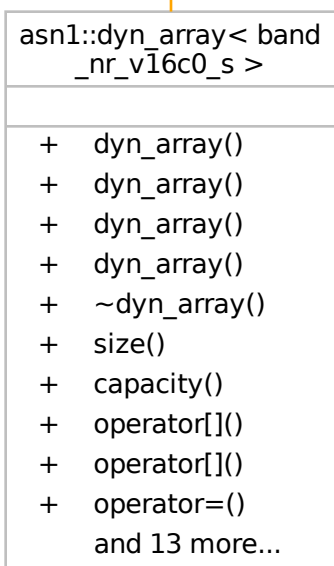 asn1::dyn_array< band
_nr_v16c0_s >
+ dyn_array()
+ dyn_array()
+ dyn_array()
+ dyn_array()
+ ~dyn_array()
+ size()
+ capacity()
+ operator[]()
+ operator[]()
+ operator=()
and 13 more...